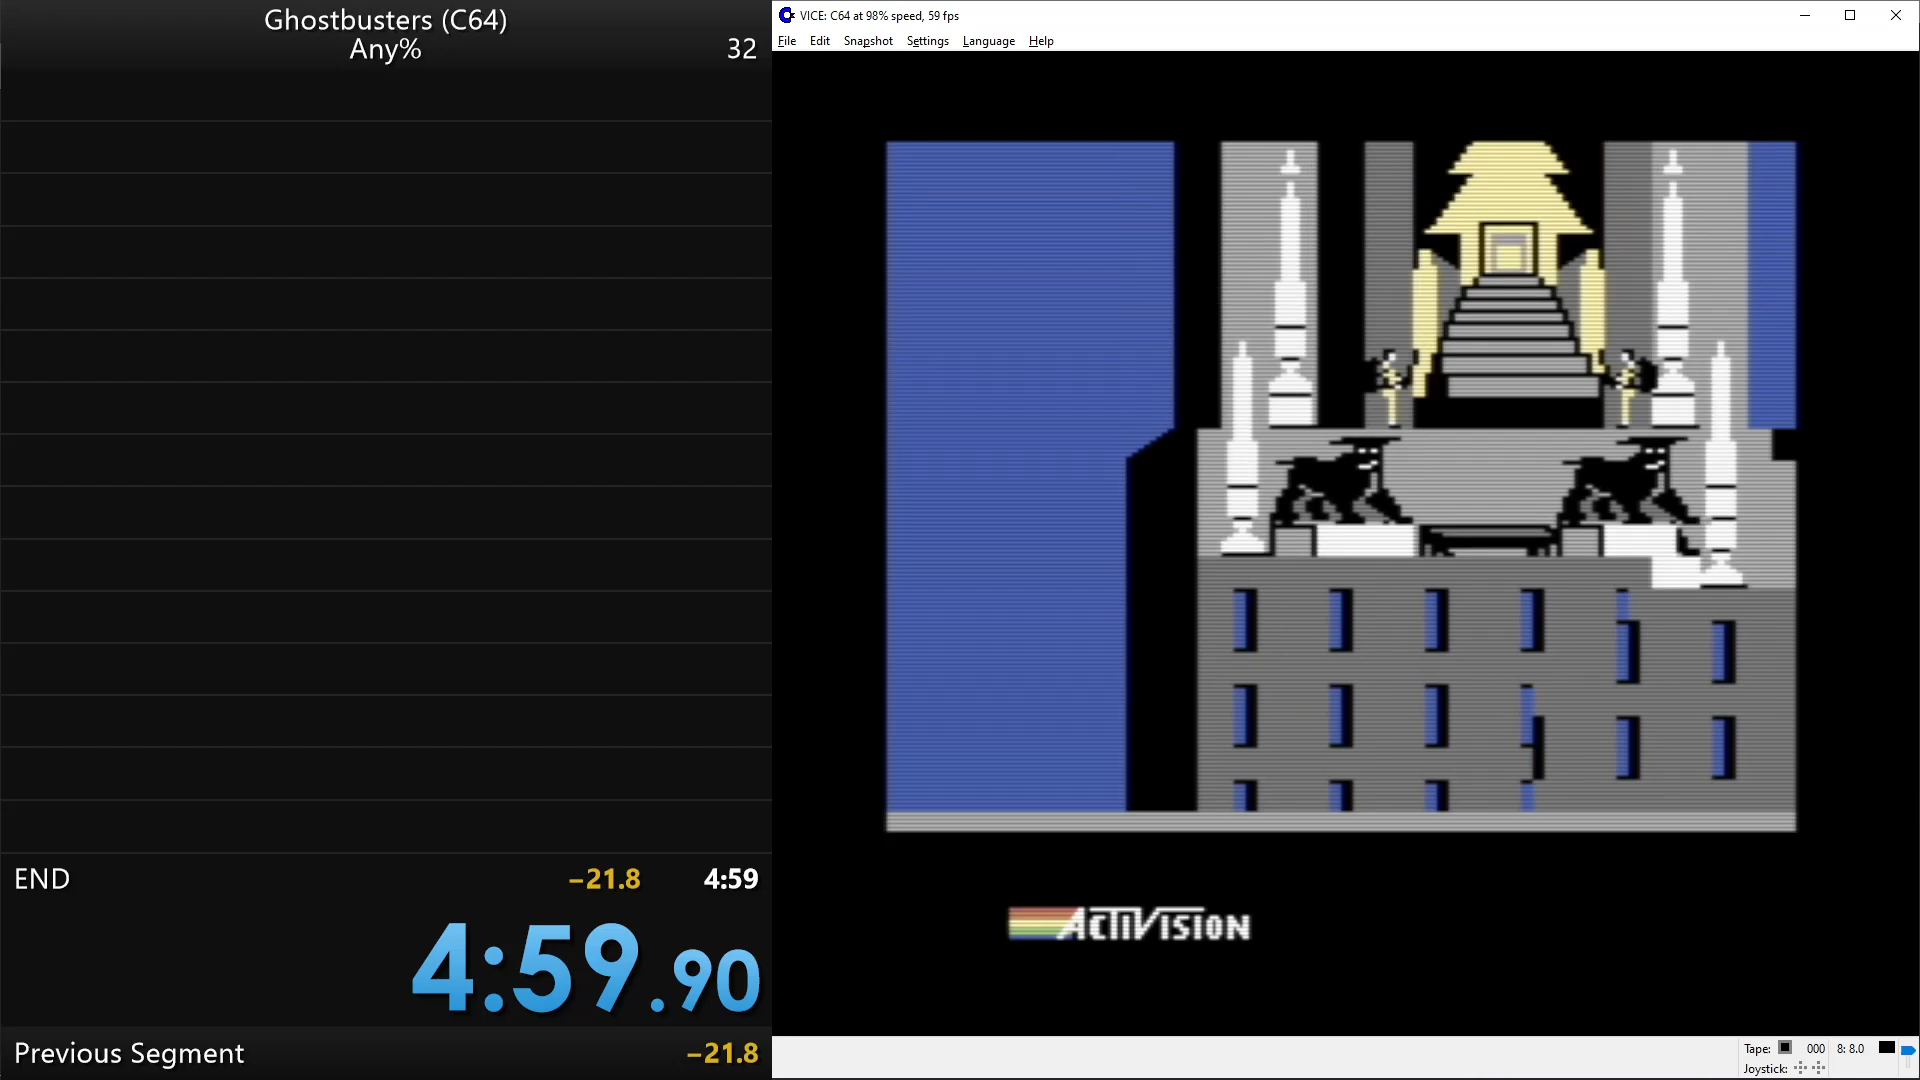 Ghostbusters (C64)
Any%
32
END
−21.8
4:59
4:59.90
Previous Segment
−21.8
VICE: C64 at 98% speed, 59 fps
File Edit Snapshot Settings Language Help
ACTIVISION
Tape: 000 8: 8.0
Joystick: